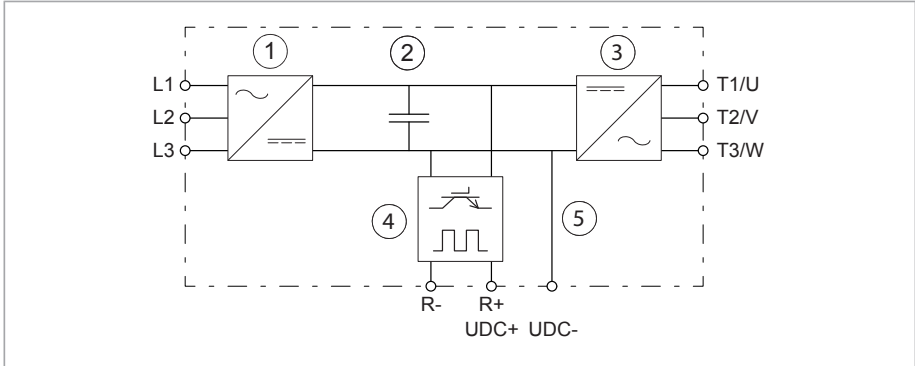 1
2
3
L1
T1/U
L2
T2/V
L3
T3/W
4
5
R-
R+
UDC+
UDC-